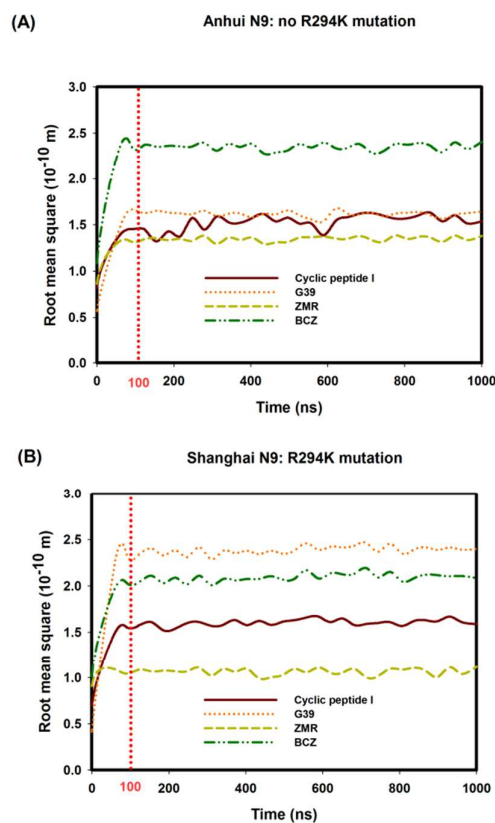 (A)
Anhui N9: no R294K mutation
3.0
2.5
2.0
1.5
1.0
0.5
0.0
Root mean square (10⁻¹⁰ m)
Cyclic peptide I
G39
ZMR
BCZ
0 100 200 400 600 800 1000
Time (ns)
(B)
Shanghai N9: R294K mutation
3.0
2.5
2.0
1.5
1.0
0.5
0.0
Root mean square (10⁻¹⁰ m)
Cyclic peptide I
G39
ZMR
BCZ
0 100 200 400 600 800 1000
Time (ns)